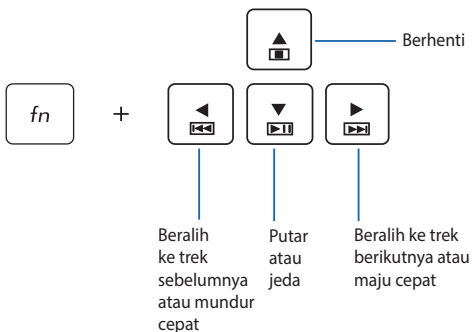 Berhenti
fn
+
Beralih
ke trek
sebelumnya
atau mundur
cepat
Putar
atau
jeda
Beralih ke trek
berikutnya atau
maju cepat